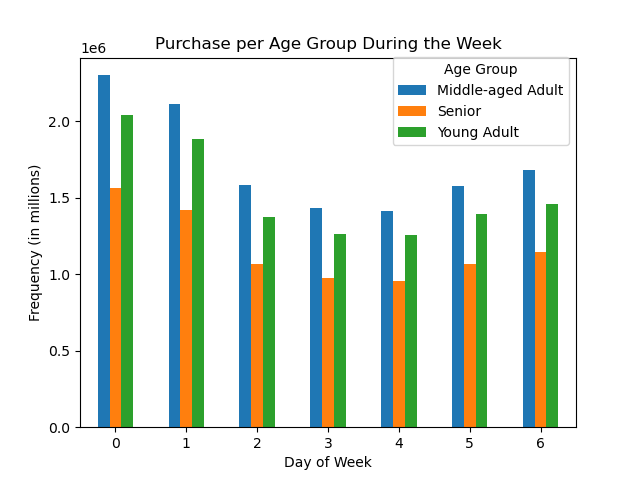 Purchase per Age Group During the Week
1e6
Age Group
Middle-aged Adult
Senior
Young Adult
2.0
1.5
1.0
0.5
0.0
Frequency (in millions)
0 1 2 3 4 5 6
Day of Week